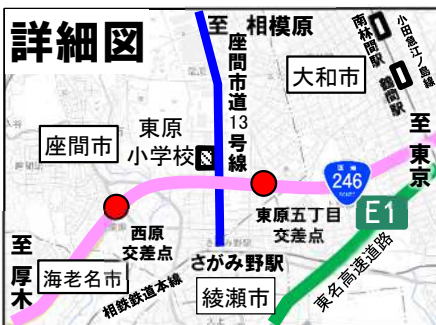 詳細図
至 相模原
座間市道13号線
大和市
南林間駅
鶴間駅
小田急江ノ島線
至 東京
座間市
東原
小学校
国道
246
E1
東原五丁目
交差点
西原
交差点
さがみ野駅
至 厚木
海老名市
相鉄鉄道本線
綾瀬市
東名高速道路